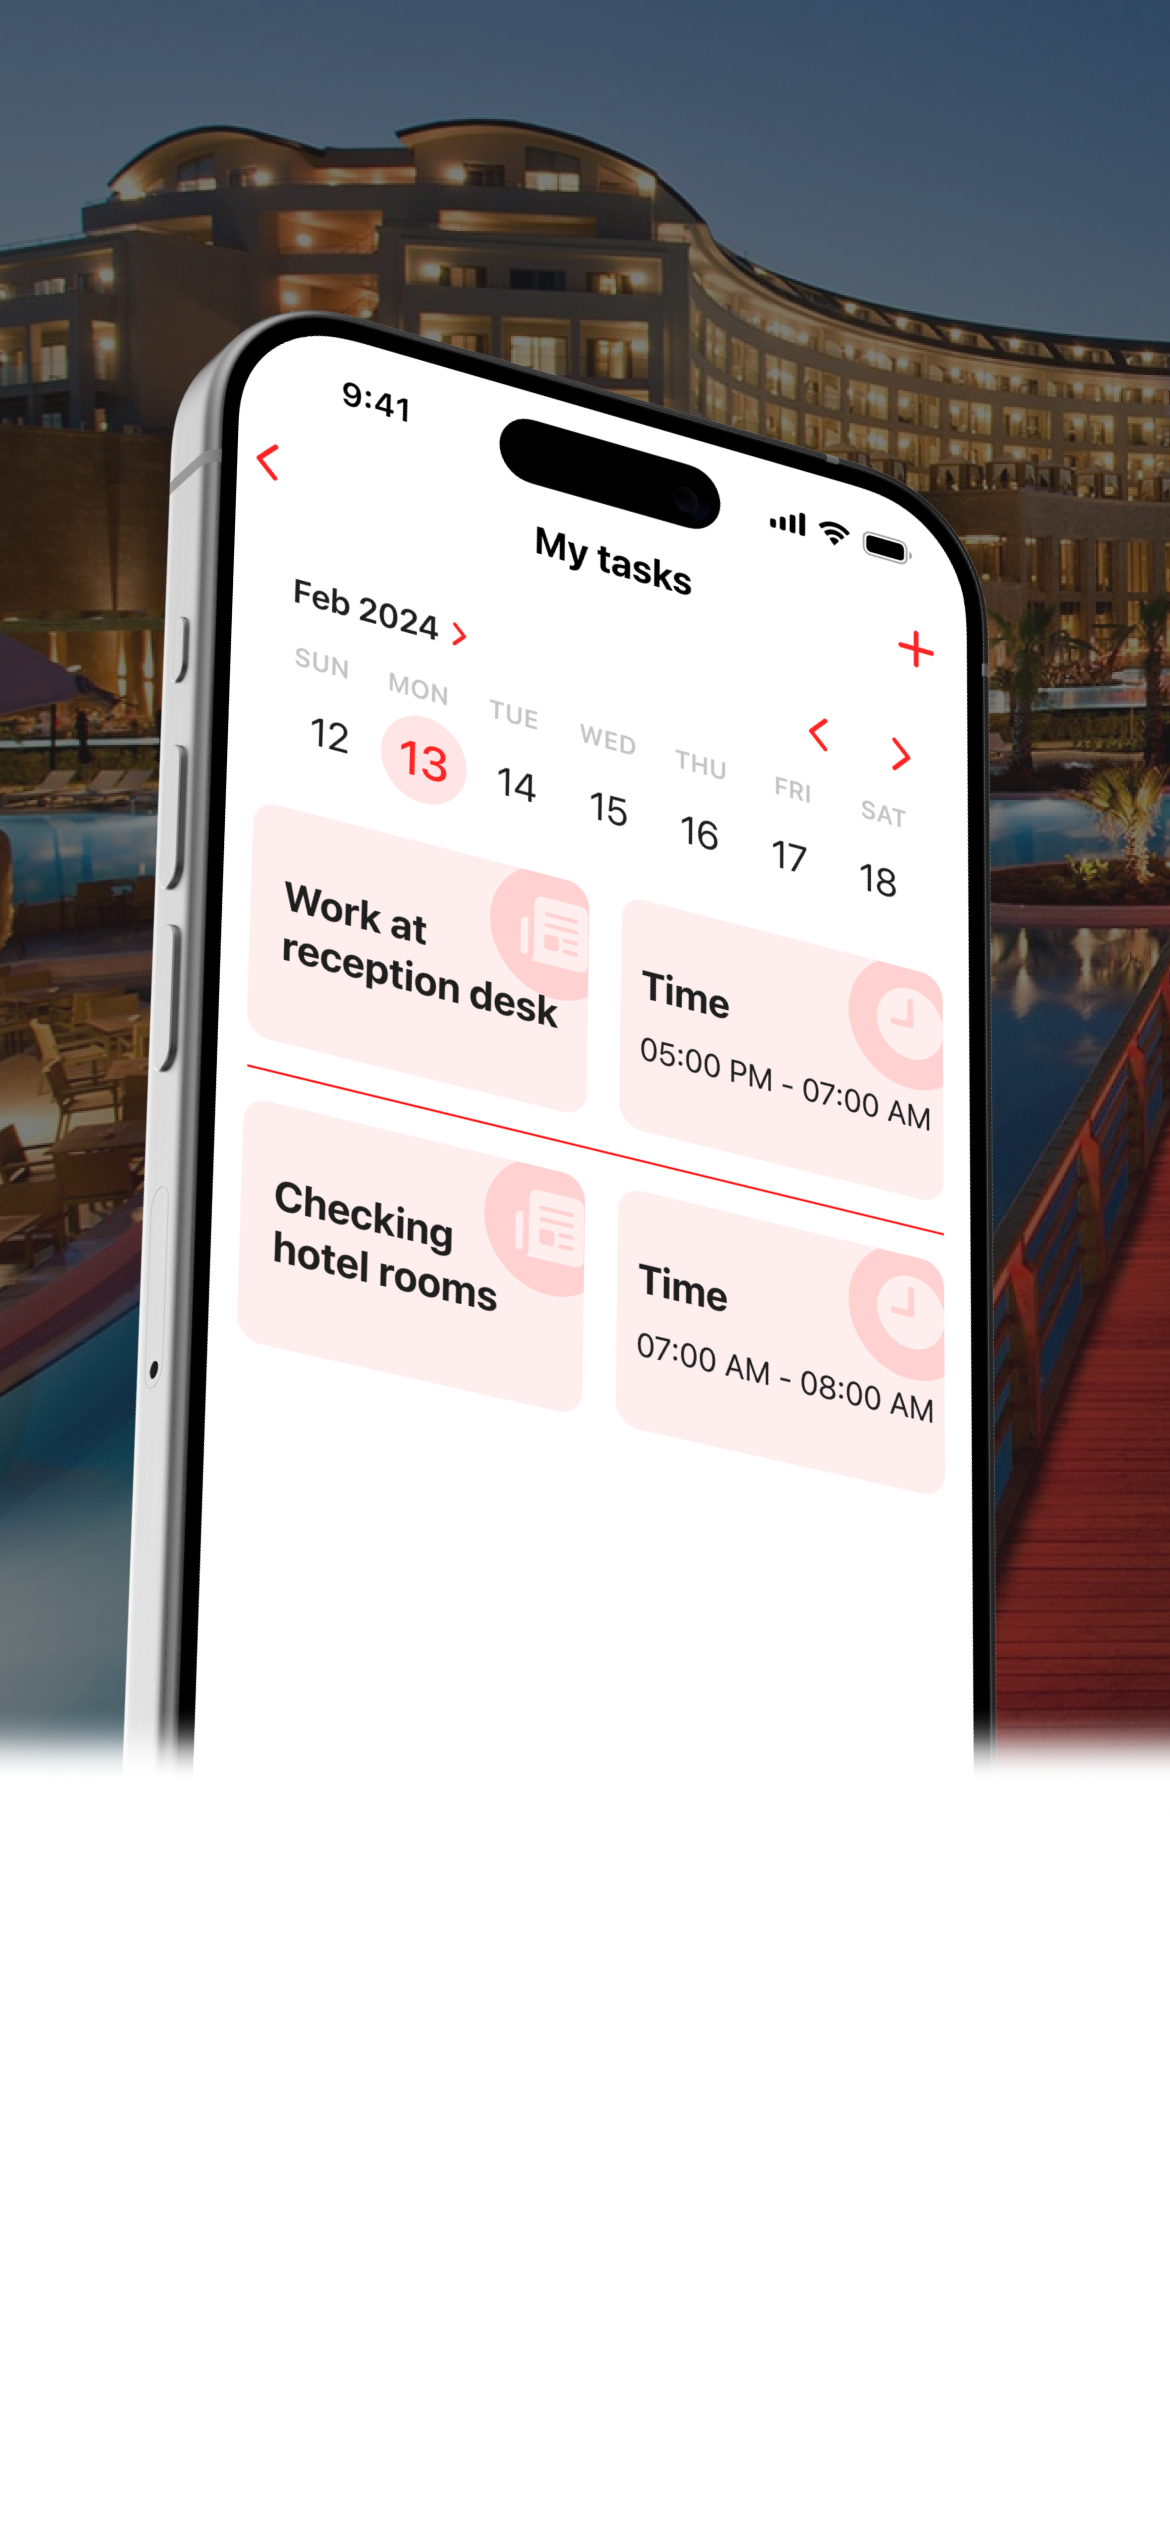 9:41
My tasks
Feb 2024
SUN MON TUE WED THU FRI SAT
12 13 14 15 16 17 18
Work at
reception desk
Time
05:00 PM - 07:00 AM
Checking
hotel rooms
Time
07:00 AM - 08:00 AM